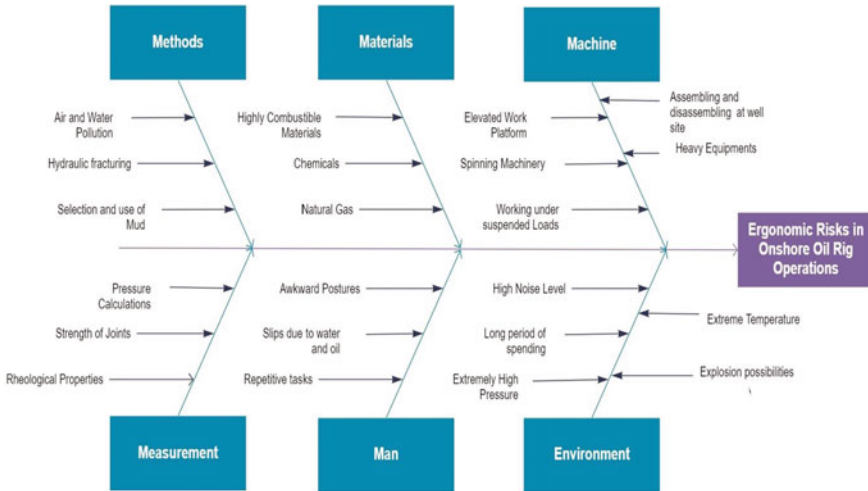 Methods
Materials
Machine
Air and Water
Pollution
Hydraulic fracturing
Selection and use of
Mud
Highly Combustible
Materials
Chemicals
Natural Gas
Elevated Work
Platform
Spinning Machinery
Working under
suspended Loads
Assembling and
disassembling at well
site
Heavy Equipments
Ergonomic Risks in
Onshore Oil Rig
Operations
Pressure
Calculations
Strength of Joints
Rheological Properties
Awkward Postures
Slips due to water
and oil
Repetitive tasks
High Noise Level
Long period of
spending
Extremely High
Pressure
Extreme Temperature
Explosion possibilities
Measurement
Man
Environment